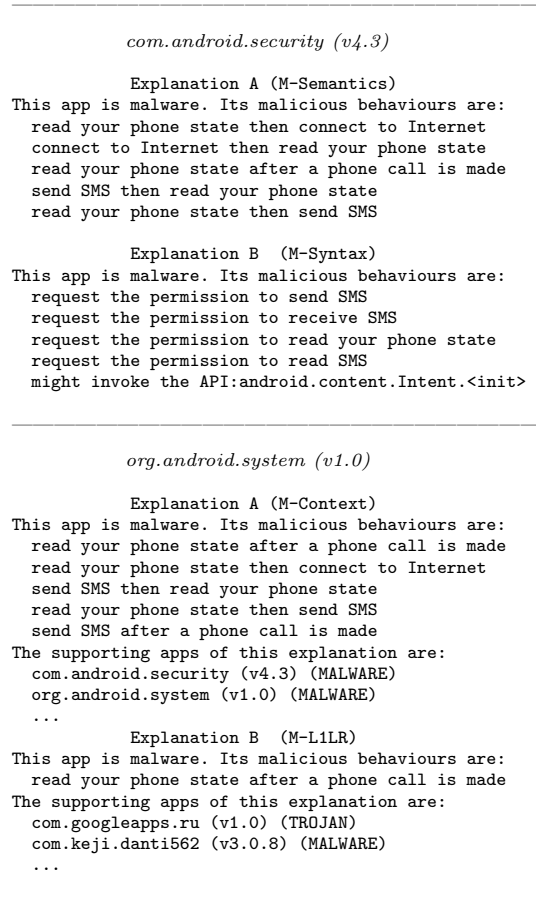 com.android.security (v4.3)
Explanation A (M-Semantics)
This app is malware. Its malicious behaviours are:
read your phone state then connect to Internet
connect to Internet then read your phone state
read your phone state after a phone call is made
send SMS then read your phone state
read your phone state then send SMS
Explanation B (M-Syntax)
This app is malware. Its malicious behaviours are:
request the permission to send SMS
request the permission to receive SMS
request the permission to read your phone state
request the permission to read SMS
might invoke the API:android.content.Intent.<init>
org.android.system (v1.0)
Explanation A (M-Context)
This app is malware. Its malicious behaviours are:
read your phone state after a phone call is made
read your phone state then connect to Internet
send SMS then read your phone state
read your phone state then send SMS
send SMS after a phone call is made
The supporting apps of this explanation are:
com.android.security (v4.3) (MALWARE)
org.android.system (v1.0) (MALWARE)
...
Explanation B (M-L1LR)
This app is malware. Its malicious behaviours are:
read your phone state after a phone call is made
The supporting apps of this explanation are:
com.googleapps.ru (v1.0) (TROJAN)
com.keji.danti562 (v3.0.8) (MALWARE)
...